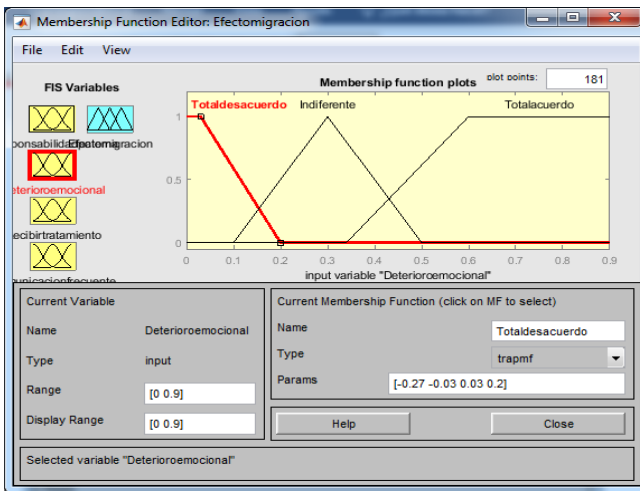 Membership Function Editor: Efectomigracion
File Edit View
FIS Variables
Membership function plots
plot points:
181
Totaldesacuerdo Indiferente Totalacuerdo
eterioroemocional
ecibirtratamiento
1
0.5
0
0 0.1 0.2 0.3 0.4 0.5 0.6 0.7 0.8 0.9
input variable "Deterioroemocional"
Current Variable
Name Deterioroemocional
Type input
Range [0 0.9]
Display Range [0 0.9]
Current Membership Function (click on MF to select)
Name Totaldesacuerdo
Type trapmf
Params [-0.27 -0.03 0.03 0.2]
Help Close
Selected variable "Deterioroemocional"